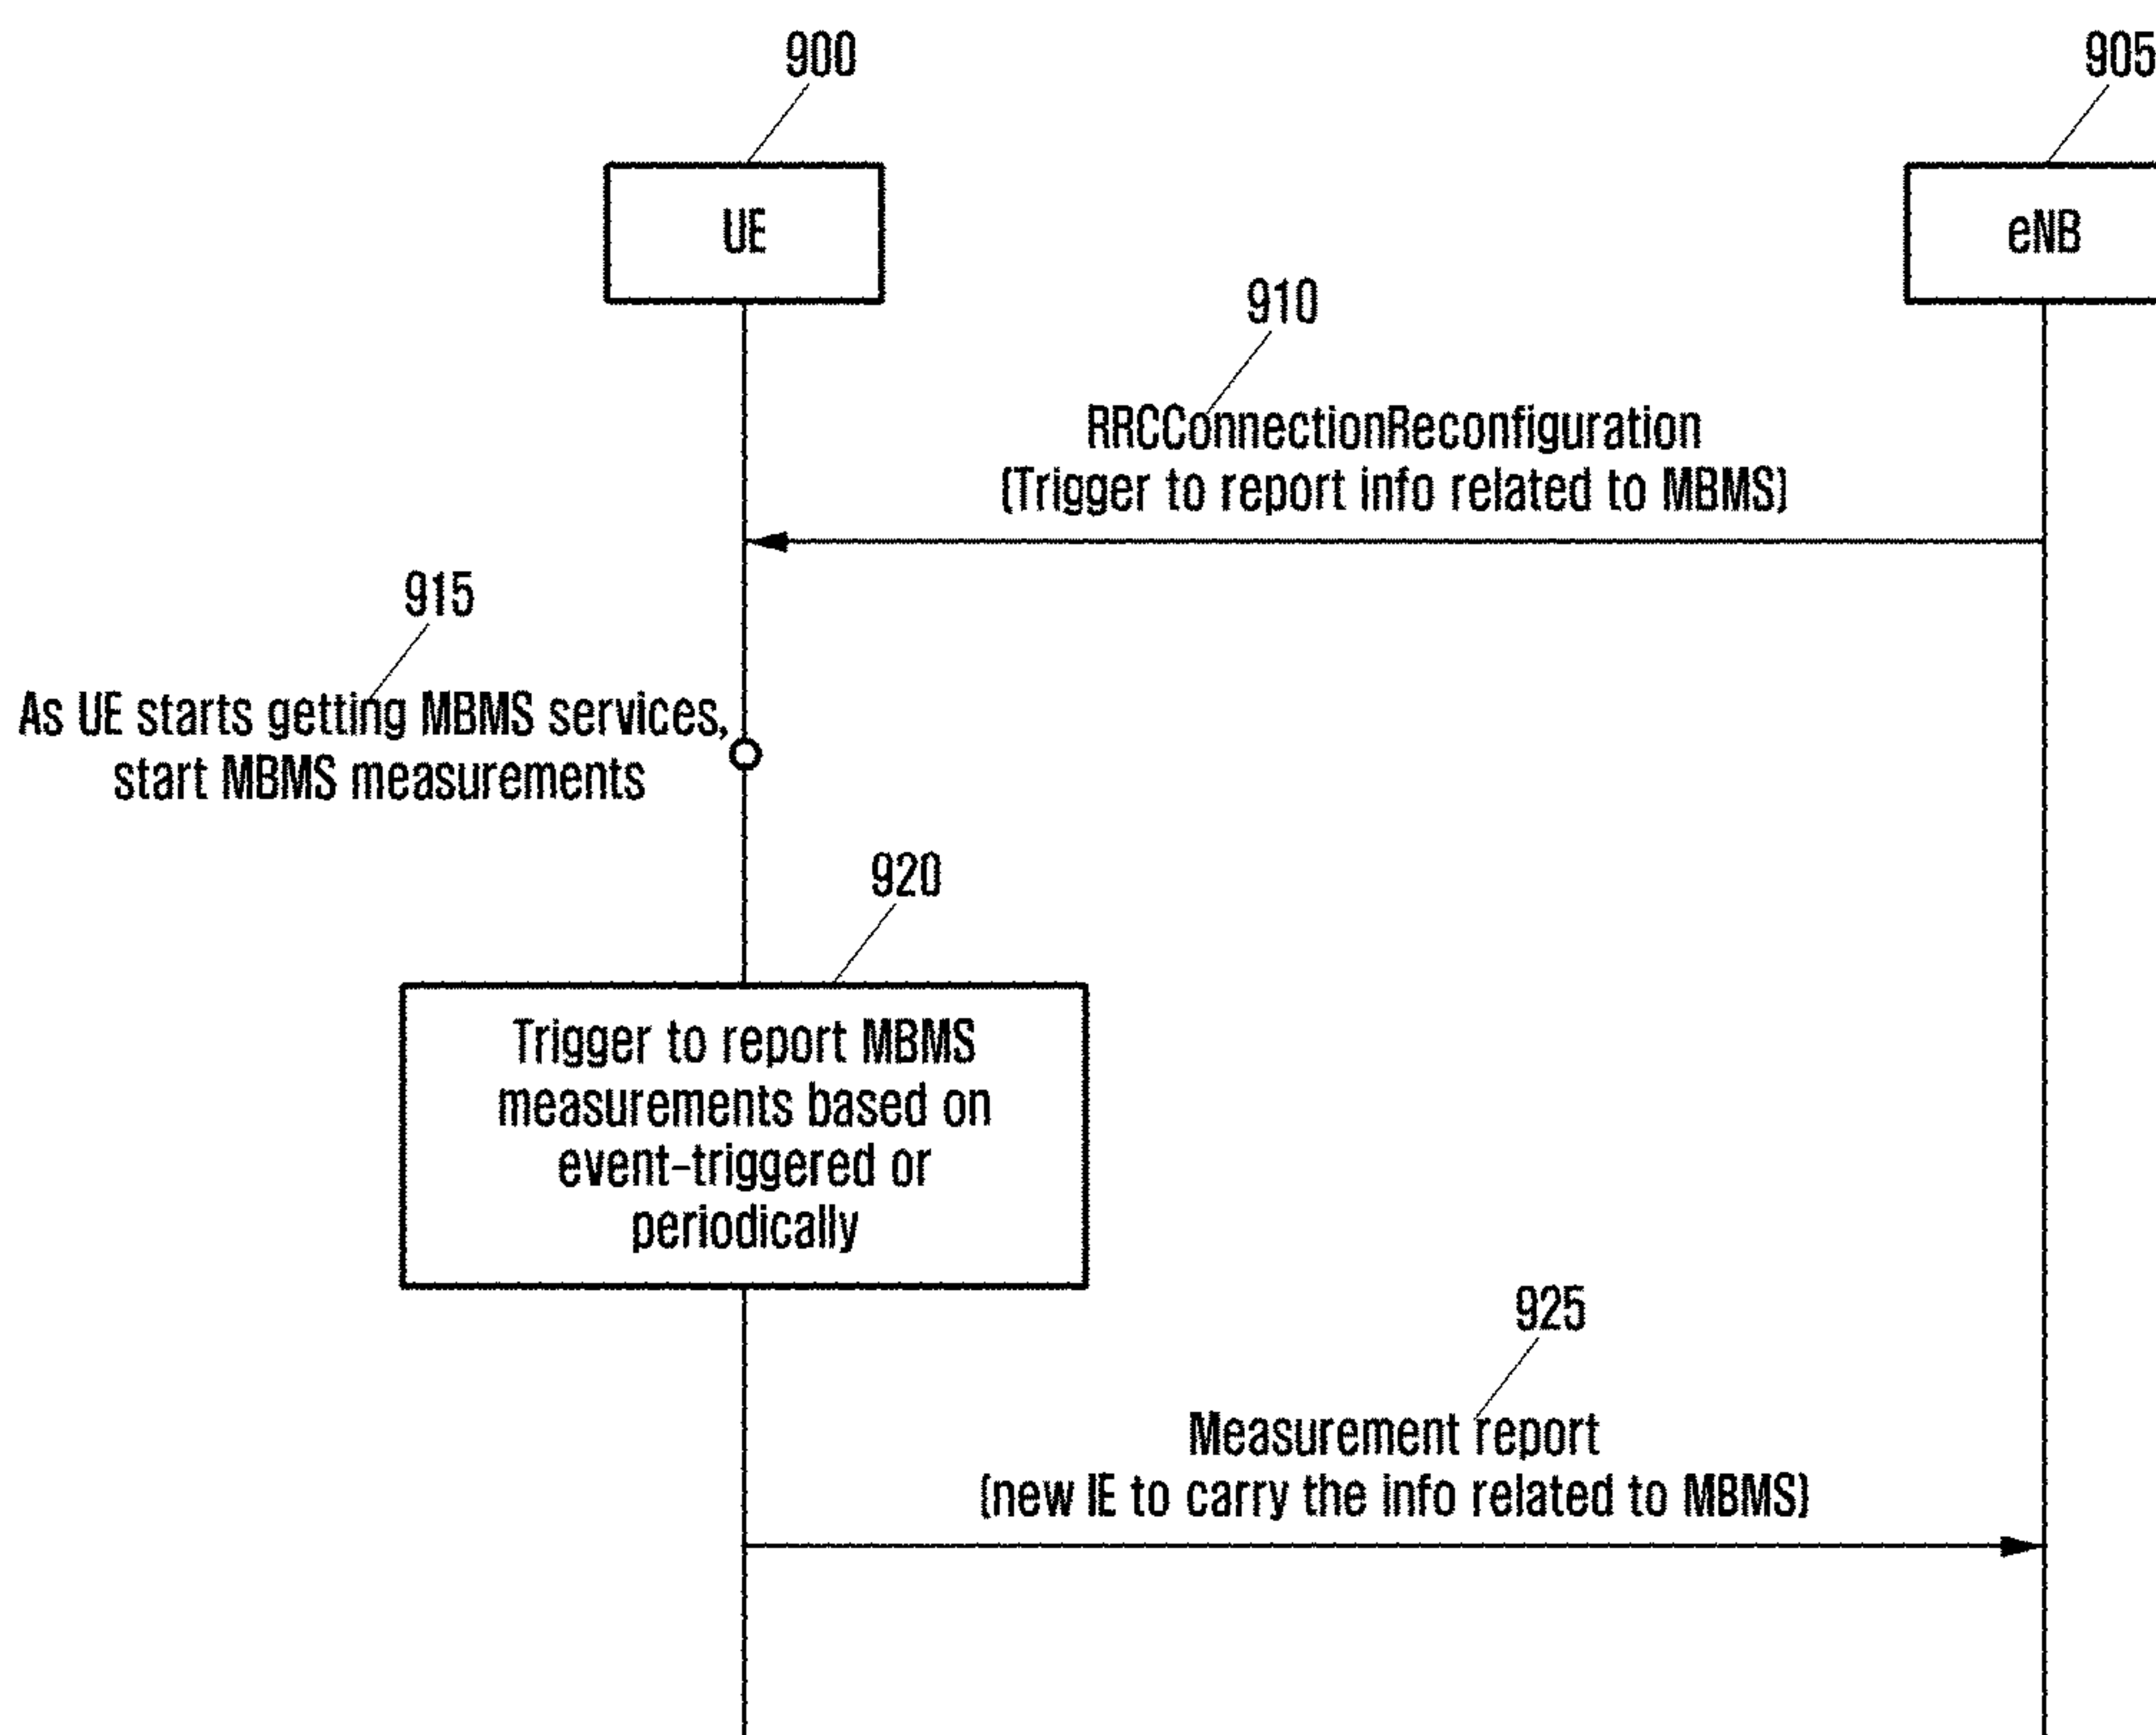 900
905
UE
eNB
910
RRCConnectionReconfiguration
(Trigger to report info related to MBMS)
915
As UE starts getting MBMS services,
start MBMS measurements
920
Trigger to report MBMS
measurements based on
event-triggered or
periodically
925
Measurement report
(new IE to carry the info related to MBMS)